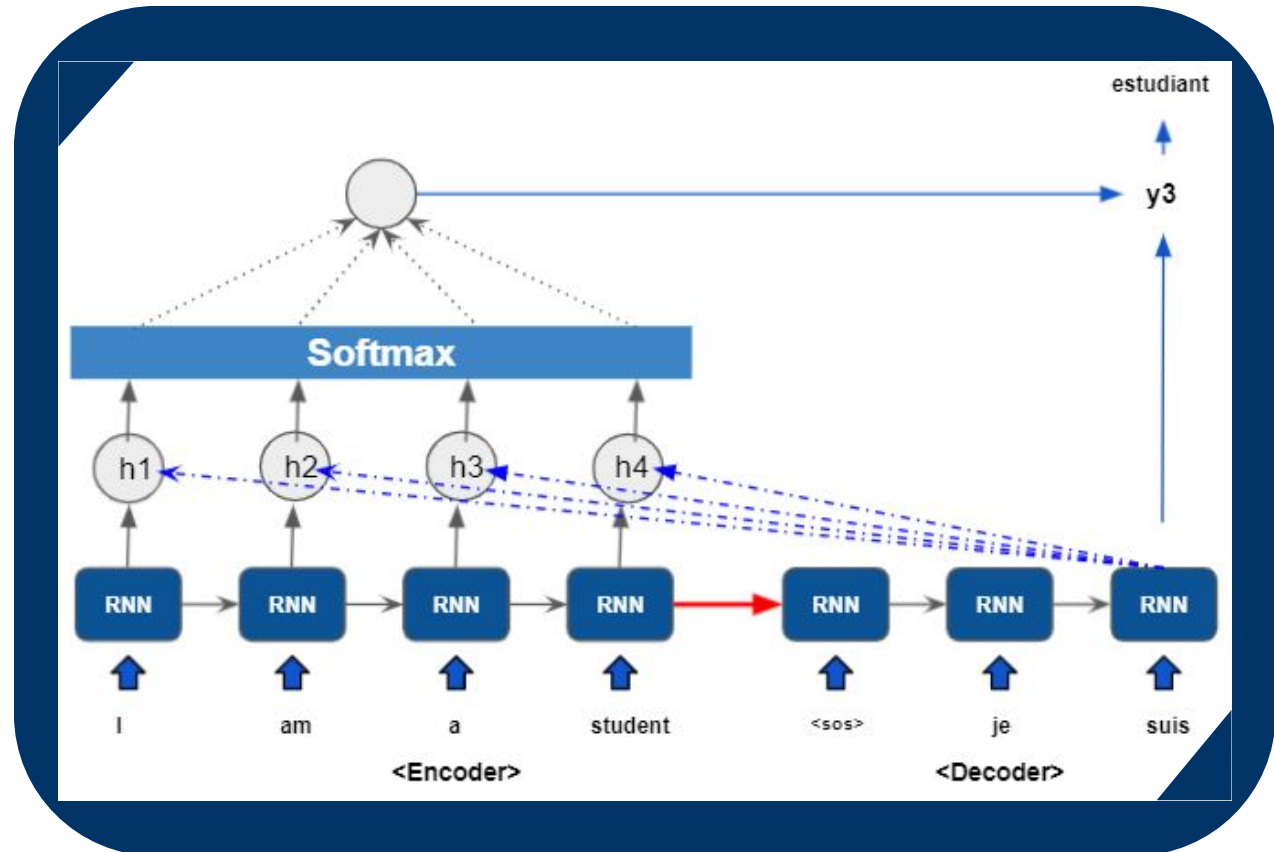 estudiant
y3
Softmax
h1 h2 h3 h4
RNN RNN RNN RNN RNN RNN RNN
I am a student <sos> je suis
<Encoder> <Decoder>